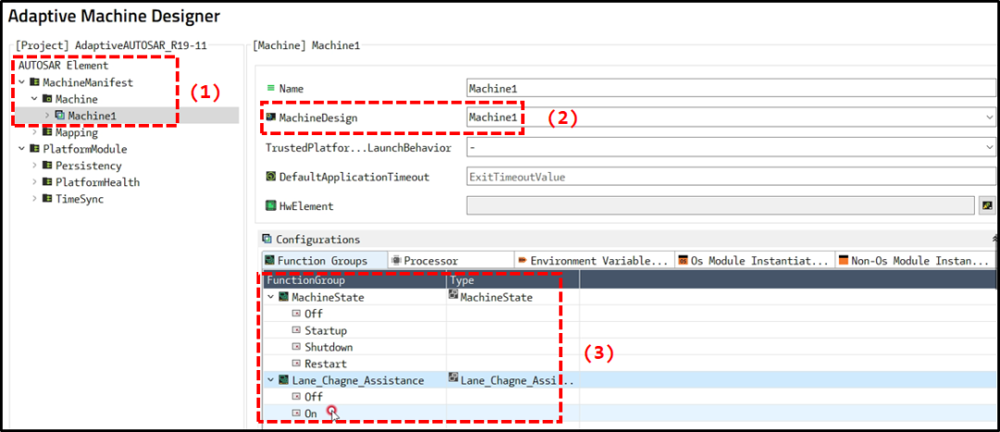 Adaptive Machine Designer
[Project] AdaptiveAUTOSAR_R19-11
AUTOSAR Element
MachineManifest
Machine
Machine1
Mapping
PlatformModule
Persistency
PlatformHealth
TimeSync
(1)
[Machine] Machine1
Name Machine1
MachineDesign Machine1 (2)
TrustedPlatfor...LaunchBehavior -
DefaultApplicationTimeout ExitTimeoutValue
HwElement
Configurations
Function Groups Processor Environment Variable... Os Module Instantiat... Non-Os Module Instan...
FunctionGroup Type
MachineState MachineState
Off
Startup
Shutdown
Restart
(3)
Lane_Chagne_Assistance Lane_Chagne_Assi...
Off
On